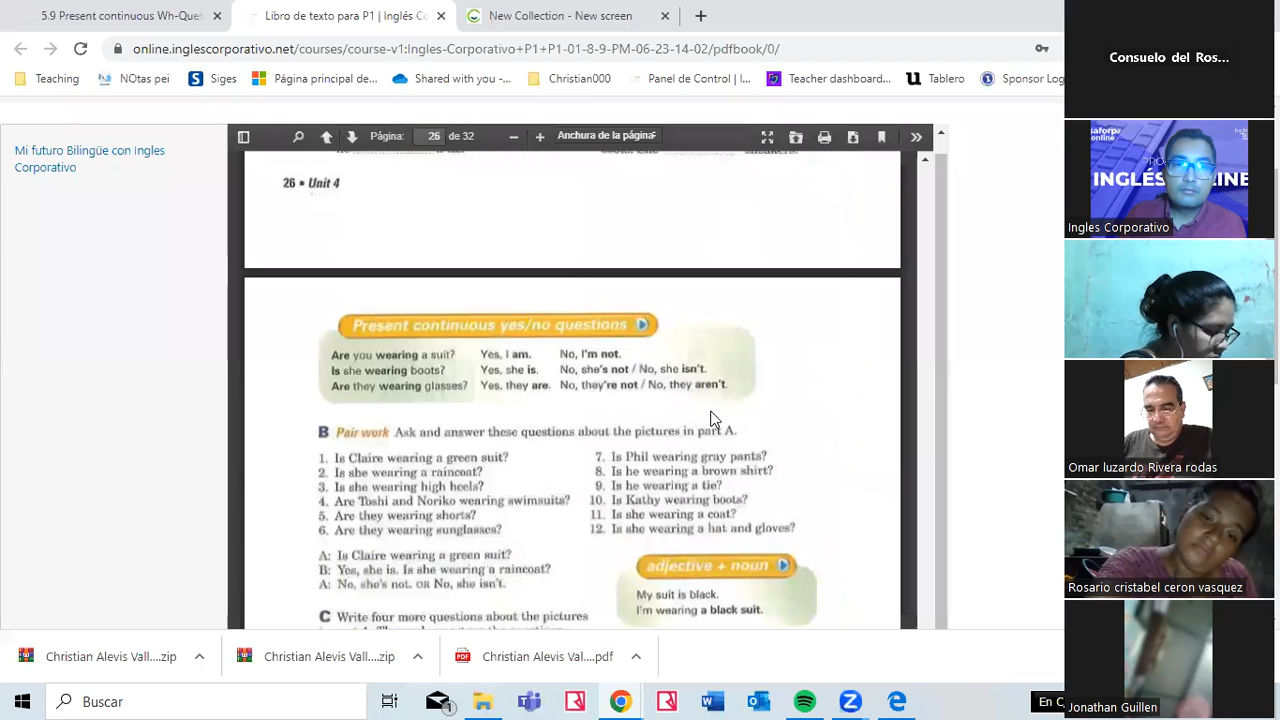 5.9 Present continuous Wh-Ques
Libro de texto para P1 | Inglés C
New Collection - New screen
online.inglescorporativo.net/courses/course-v1:Ingles-Corporativo+P1+P1-01-8-9-PM-06-23-14-02/pdfbook/0/
Teaching
NOtas pei
Siges
Página principal de...
Shared with you -...
Christian000
Panel de Control | I...
Teacher dashboard...
Tablero
Sponsor Log
Mi futuro Bilingüe con Ingles
Corporativo
Página: 26 de 32
Anchura de la página
sneakers.
26 • Unit 4
Present continuous yes/no questions
Are you wearing a suit? Yes, I am. No, I'm not.
Is she wearing boots? Yes, she is. No, she's not / No, she isn't.
Are they wearing glasses? Yes, they are. No, they're not / No, they aren't.
B Pair work Ask and answer these questions about the pictures in part A.
1. Is Claire wearing a green suit?
2. Is she wearing a raincoat?
3. Is she wearing high heels?
4. Are Toshi and Noriko wearing swimsuits?
5. Are they wearing shorts?
6. Are they wearing sunglasses?
7. Is Phil wearing gray pants?
8. Is he wearing a brown shirt?
9. Is he wearing a tie?
10. Is Kathy wearing boots?
11. Is she wearing a coat?
12. Is she wearing a hat and gloves?
A: Is Claire wearing a green suit?
B: Yes, she is. Is she wearing a raincoat?
A: No, she's not. OR No, she isn't.
adjective + noun
My suit is black.
I'm wearing a black suit.
C Write four more questions about the pictures
Christian Alevis Vall....zip
Christian Alevis Vall....zip
Christian Alevis Val....pdf
Buscar
1
En C
Consuelo del Ros...
INGLÉS
LINE
Ingles Corporativo
Omar luzardo Rivera rodas
Rosario cristabel ceron vasquez
Jonathan Guillen